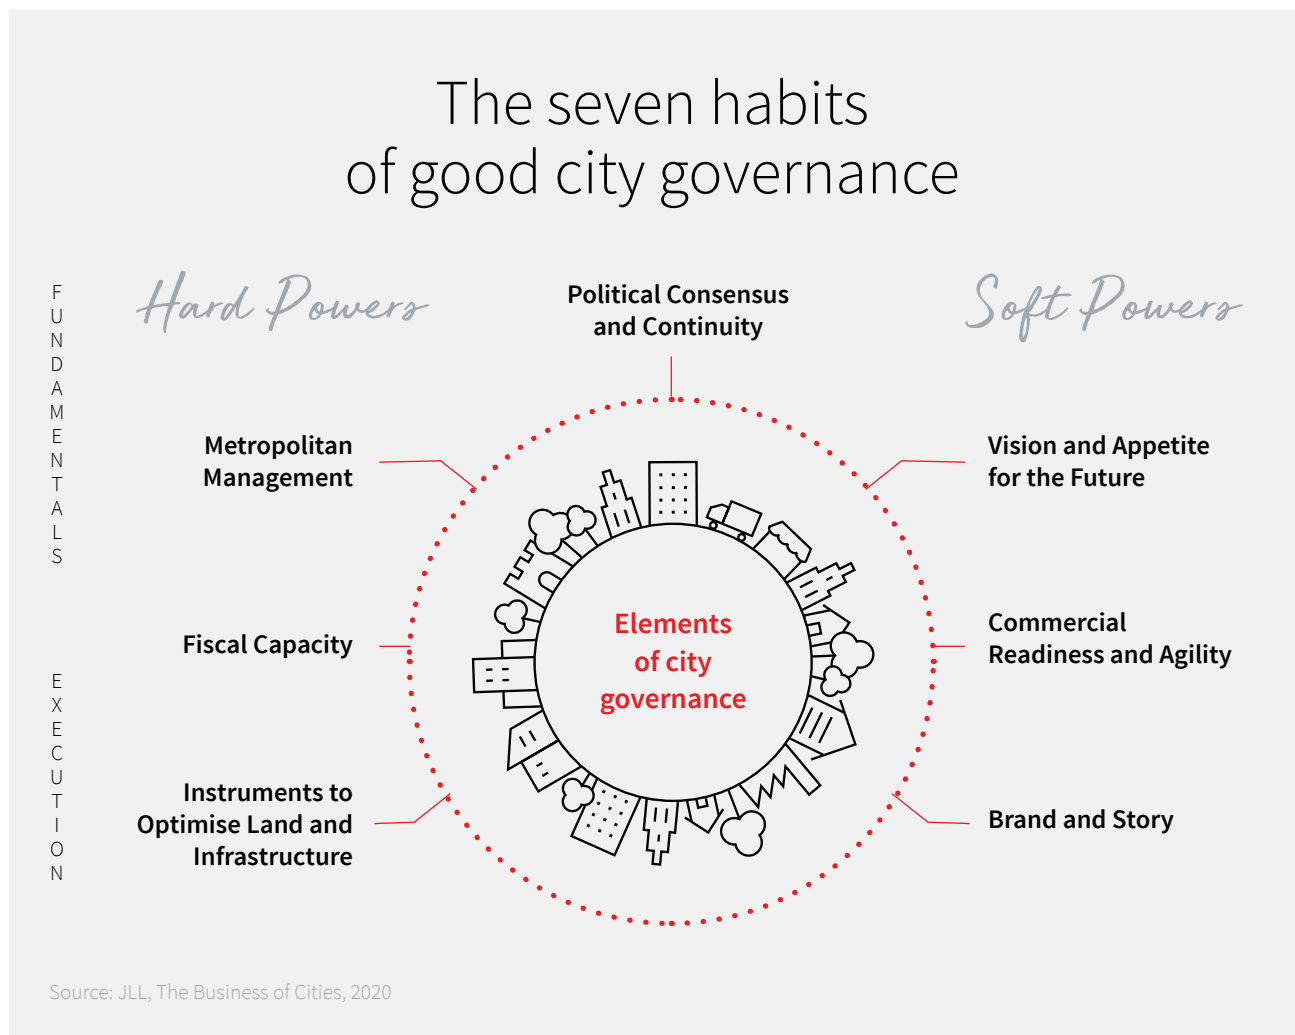 The seven habits
of good city governance
Hard Powers
Soft Powers
FUNDAMENTALS
EXECUTION
Political Consensus
and Continuity
Metropolitan
Management
Vision and Appetite
for the Future
Fiscal Capacity
Commercial
Readiness and Agility
Instruments to
Optimise Land and
Infrastructure
Brand and Story
Elements
of city
governance
Source: JLL, The Business of Cities, 2020